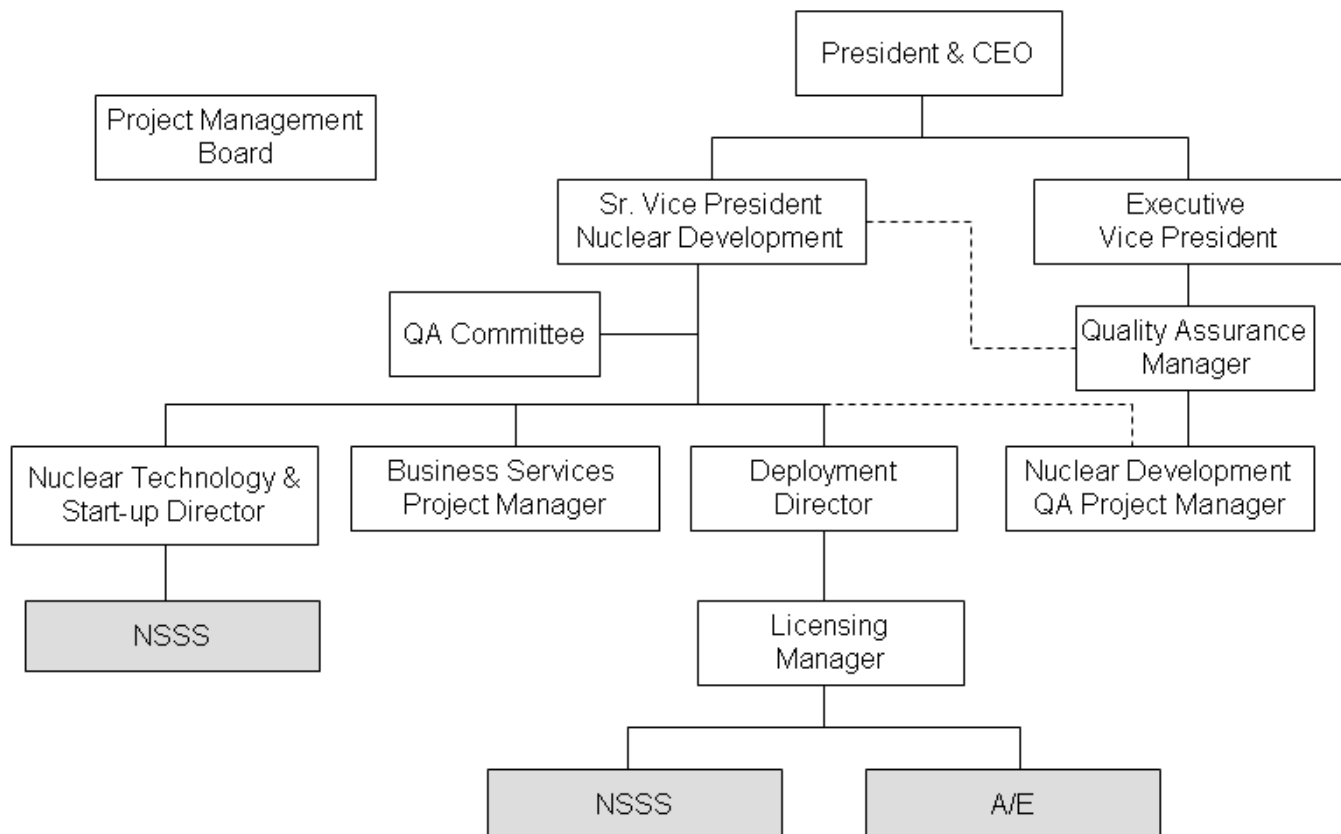 President & CEO
Project Management
Board
Sr. Vice President
Nuclear Development
Executive
Vice President
QA Committee
Quality Assurance
Manager
Nuclear Technology &
Start-up Director
Business Services
Project Manager
Deployment
Director
Nuclear Development
QA Project Manager
NSSS
Licensing
Manager
NSSS
A/E